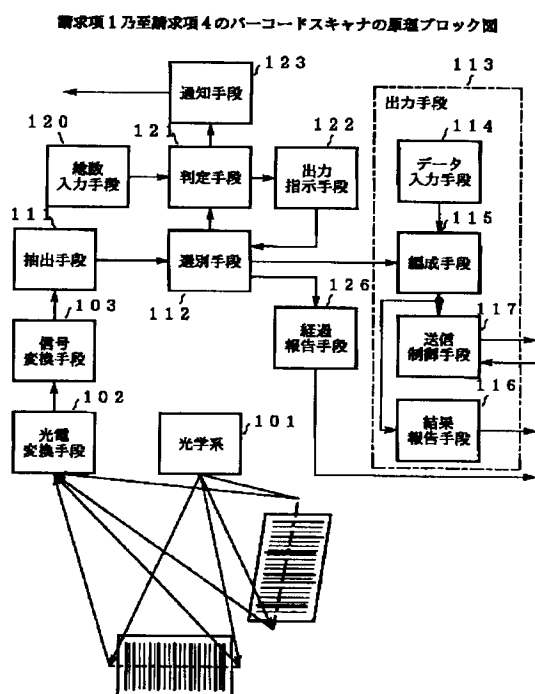 請求項１乃至請求項４のバーコードスキャナの原理ブロック図
１２３
通知手段
１１３
出力手段
１２０
総数
入力手段
１２１
判定手段
１２２
出力
指示手段
１１４
データ
入力手段
１１１
抽出手段
選別手段
１１２
１１５
編成手段
１０３
信号
変換手段
１２６
経過
報告手段
１１７
送信
制御手段
１０２
光電
変換手段
１０１
光学系
１１６
結果
報告手段